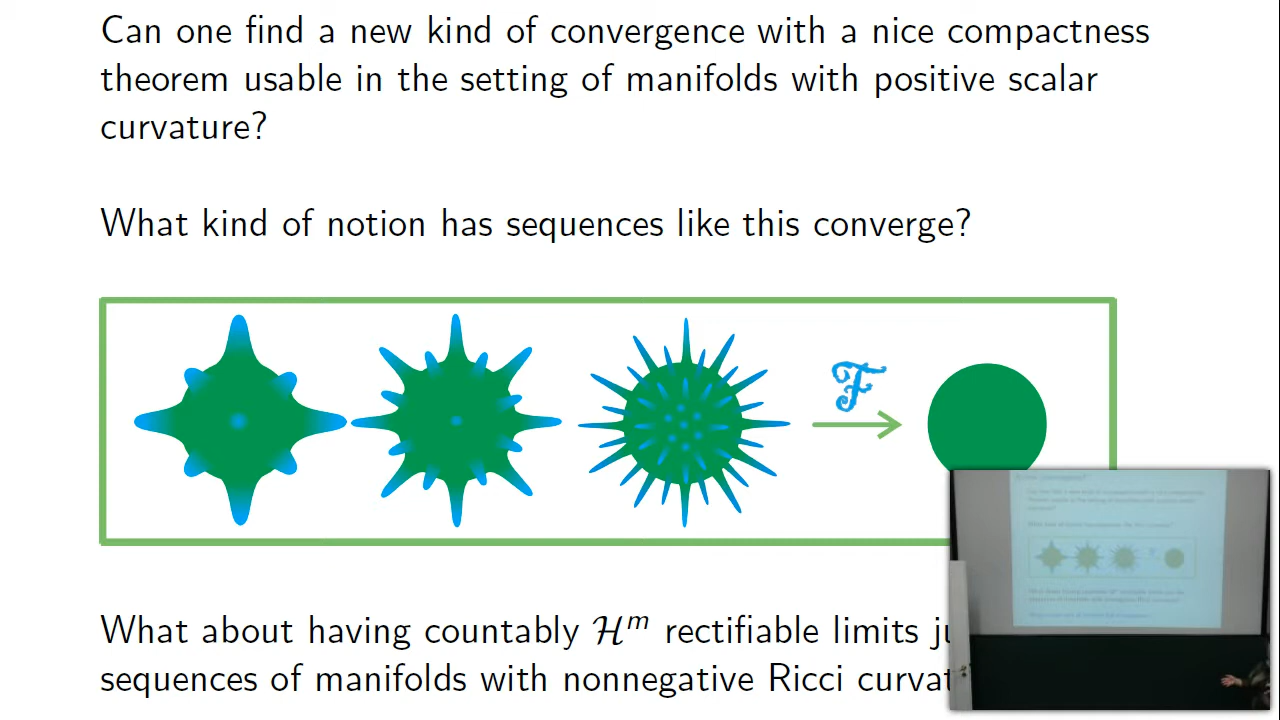 Can one find a new kind of convergence with a nice compactness
theorem usable in the setting of manifolds with positive scalar
curvature?
What kind of notion has sequences like this converge?
ℱ
What about having countably ℋᵐ rectifiable limits
sequences of manifolds with nonnegative Ricci